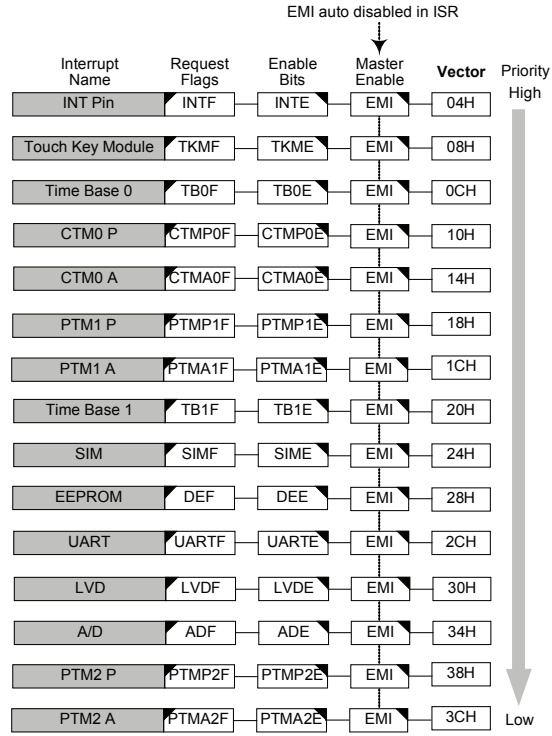 EMI auto disabled in ISR
Interrupt Name Request Flags Enable Bits Master Enable Vector Priority
High
INT Pin INTF INTE EMI 04H
Touch Key Module TKMF TKME EMI 08H
Time Base 0 TB0F TB0E EMI 0CH
CTM0 P CTMP0F CTMP0E EMI 10H
CTM0 A CTMA0F CTMA0E EMI 14H
PTM1 P PTMP1F PTMP1E EMI 18H
PTM1 A PTMA1F PTMA1E EMI 1CH
Time Base 1 TB1F TB1E EMI 20H
SIM SIMF SIME EMI 24H
EEPROM DEF DEE EMI 28H
UART UARTF UARTE EMI 2CH
LVD LVDF LVDE EMI 30H
A/D ADF ADE EMI 34H
PTM2 P PTMP2F PTMP2E EMI 38H
PTM2 A PTMA2F PTMA2E EMI 3CH Low